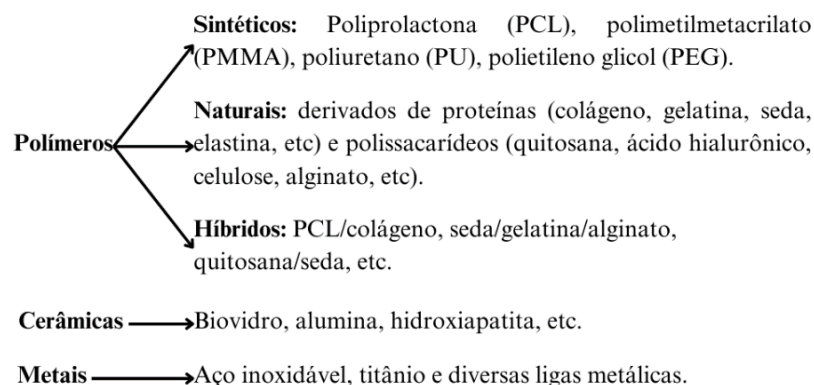 Sintéticos: Poliprolactona (PCL), polimetilmetacrilato
(PMMA), poliuretano (PU), polietileno glicol (PEG).
Naturais: derivados de proteínas (colágeno, gelatina, seda,
Polímeros elastina, etc) e polissacarídeos (quitosana, ácido hialurônico,
celulose, alginato, etc).
Híbridos: PCL/colágeno, seda/gelatina/alginato,
quitosana/seda, etc.
Cerâmicas Biovidro, alumina, hidroxiapatita, etc.
Metais Aço inoxidável, titânio e diversas ligas metálicas.